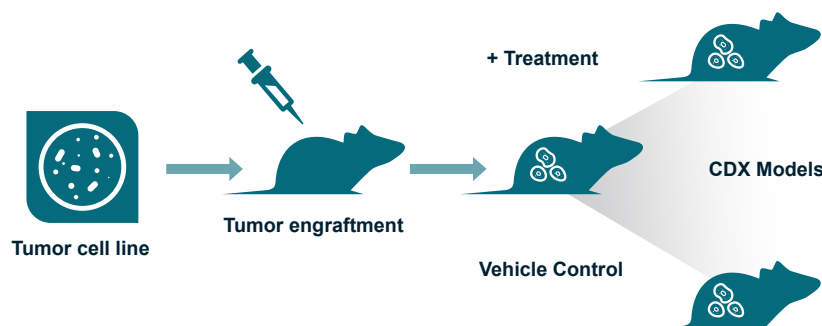 + Treatment
CDX Models
Tumor engraftment
Tumor cell line
Vehicle Control